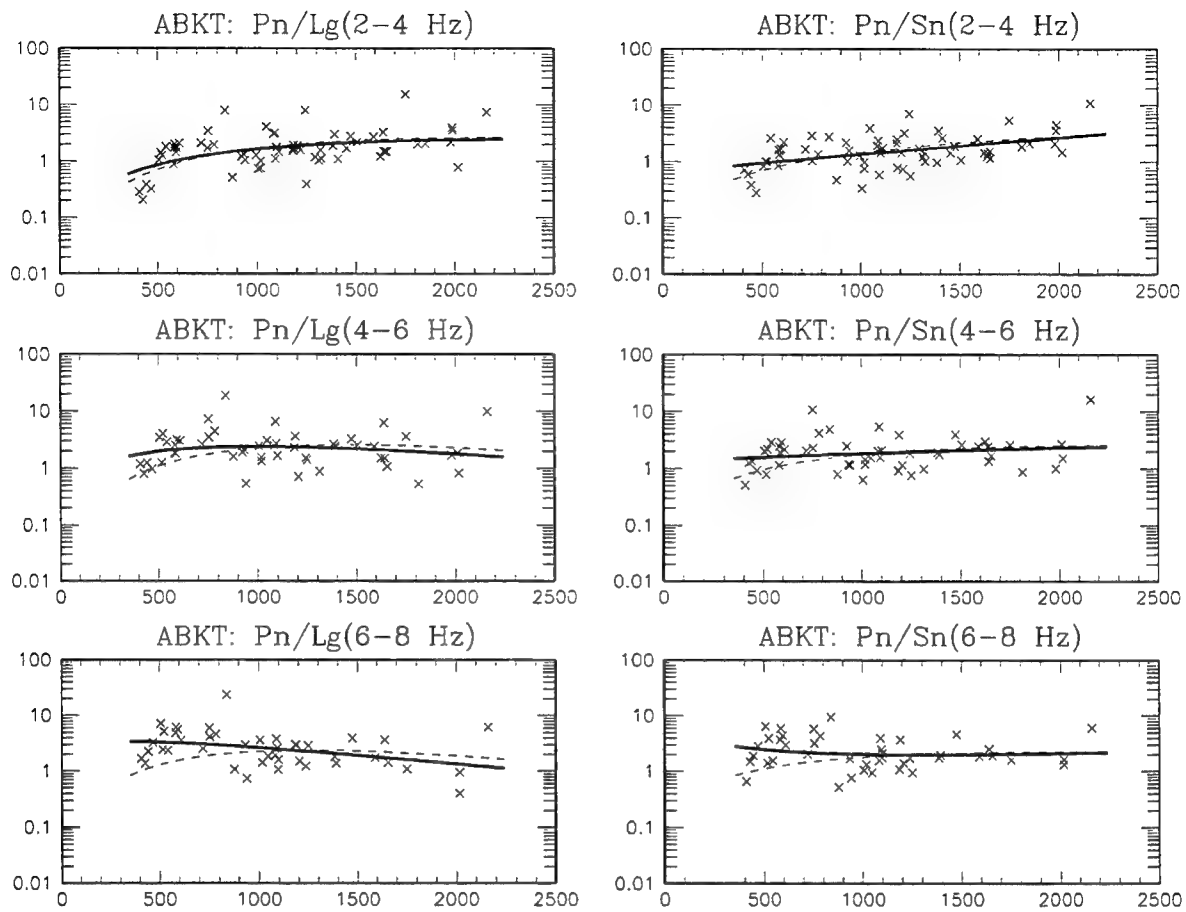 ABKT: Pn/Lg(2-4 Hz)
100
10
1
0.1
0.01
0 500 1000 1500 2000 2500
ABKT: Pn/Sn(2-4 Hz)
100
10
1
0.1
0.01
0 500 1000 1500 2000 2500
ABKT: Pn/Lg(4-6 Hz)
100
10
1
0.1
0.01
0 500 1000 1500 2000 2500
ABKT: Pn/Sn(4-6 Hz)
100
10
1
0.1
0.01
0 500 1000 1500 2000 2500
ABKT: Pn/Lg(6-8 Hz)
100
10
1
0.1
0.01
0 500 1000 1500 2000 2500
ABKT: Pn/Sn(6-8 Hz)
100
10
1
0.1
0.01
0 500 1000 1500 2000 2500